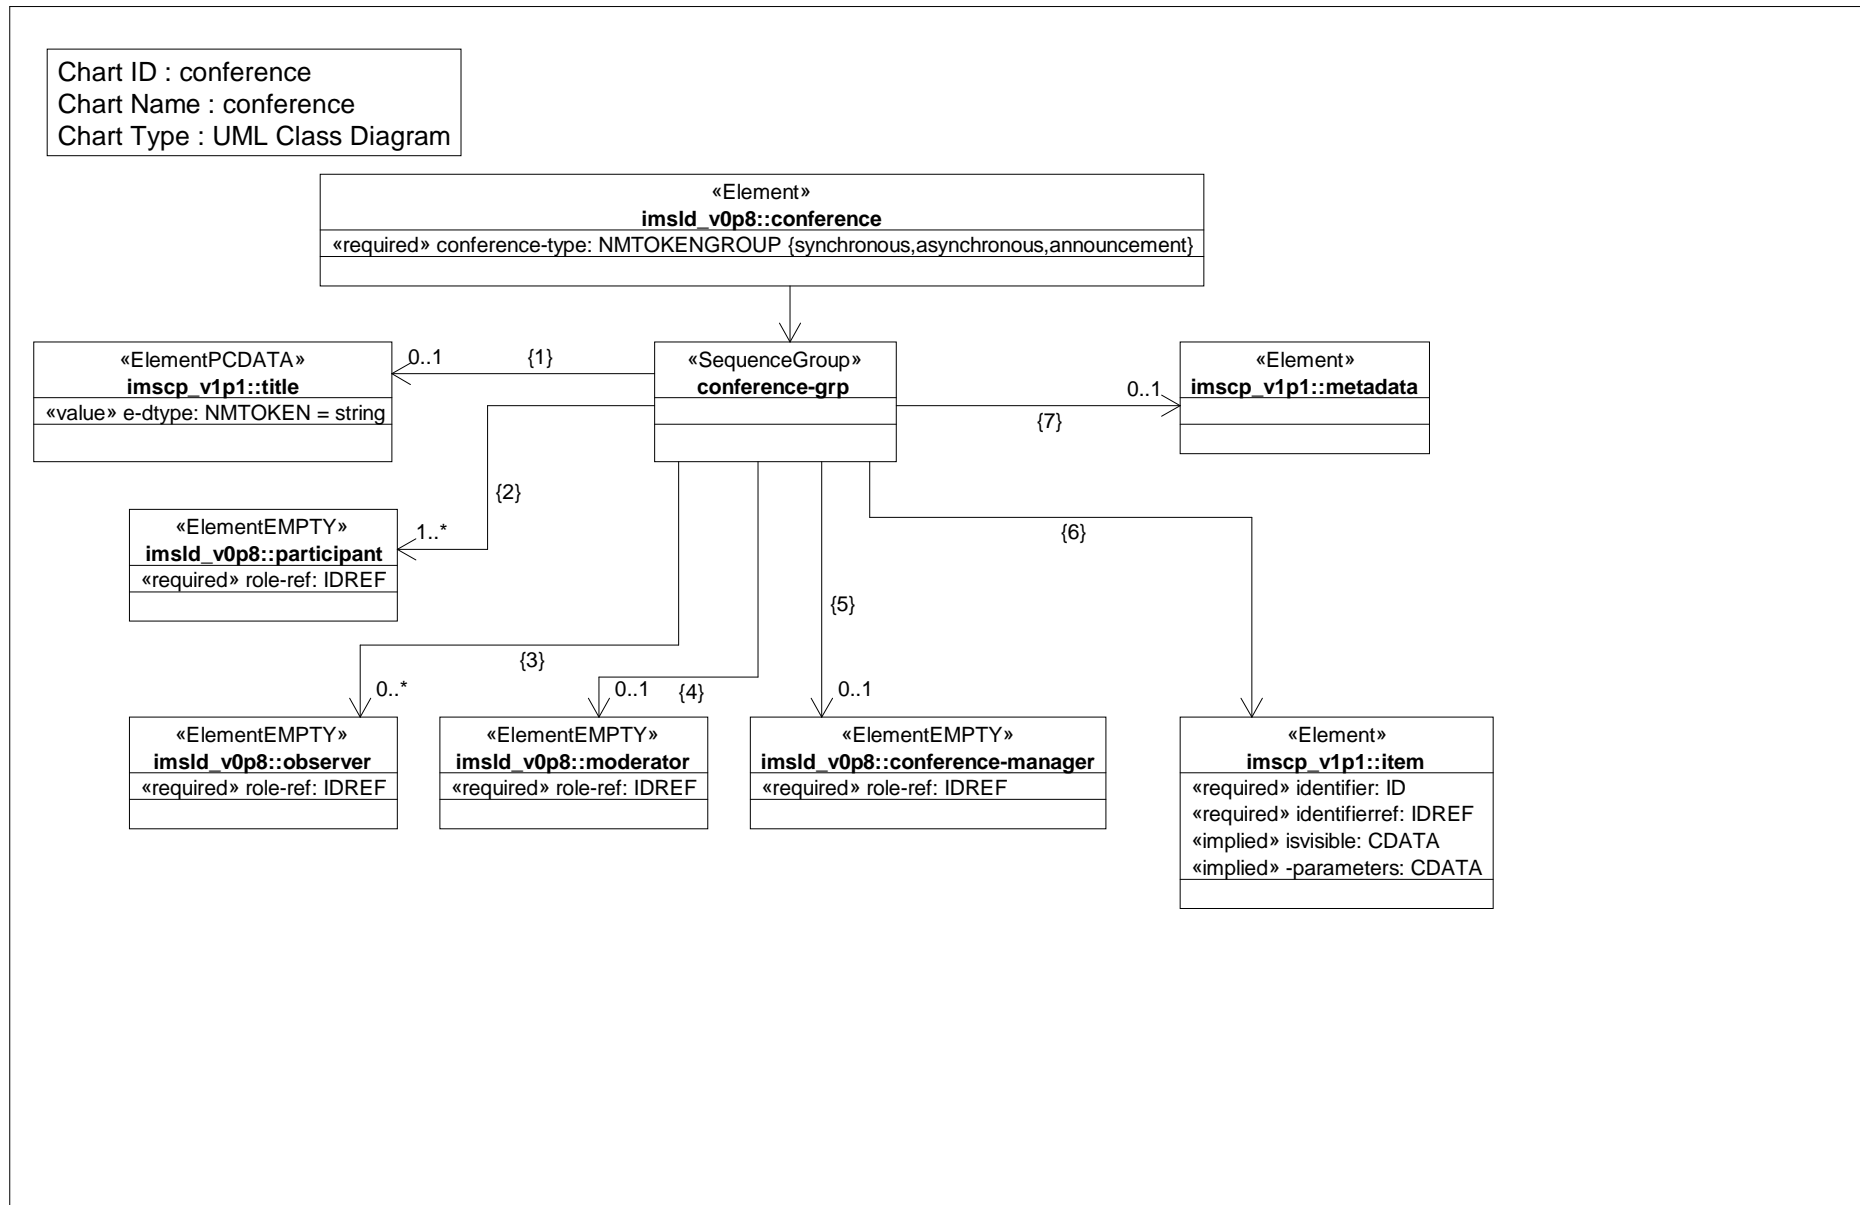 Chart ID : conference
Chart Name : conference
Chart Type : UML Class Diagram
«Element»
imsld_v0p8::conference
«required» conference-type: NMTOKENGROUP {synchronous,asynchronous,announcement}
«ElementPCDATA»
imscp_v1p1::title
«value» e-dtype: NMTOKEN = string
0..1
{1}
«SequenceGroup»
conference-grp
0..1
{7}
«Element»
imscp_v1p1::metadata
{2}
1..*
«ElementEMPTY»
imsld_v0p8::participant
«required» role-ref: IDREF
{3}
0..*
{4}
0..1
{5}
0..1
{6}
«ElementEMPTY»
imsld_v0p8::observer
«required» role-ref: IDREF
«ElementEMPTY»
imsld_v0p8::moderator
«required» role-ref: IDREF
«ElementEMPTY»
imsld_v0p8::conference-manager
«required» role-ref: IDREF
«Element»
imscp_v1p1::item
«required» identifier: ID
«required» identifierref: IDREF
«implied» isvisible: CDATA
«implied» -parameters: CDATA